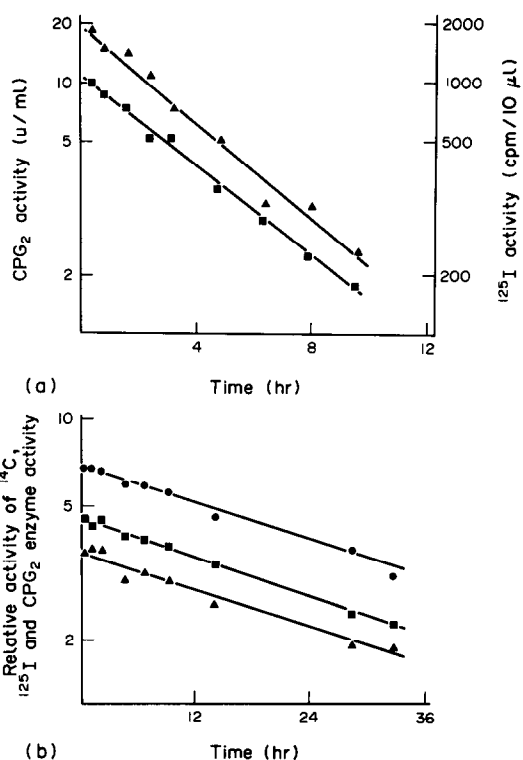 20
10
5
2
CPG₂ activity (u/ml)
2000
1000
500
200
¹²⁵I activity (cpm/10 μl)
4
8
12
(a)
Time (hr)
10
5
2
Relative activity of ¹⁴C,
¹²⁵I and CPG₂ enzyme activity
12
24
36
(b)
Time (hr)